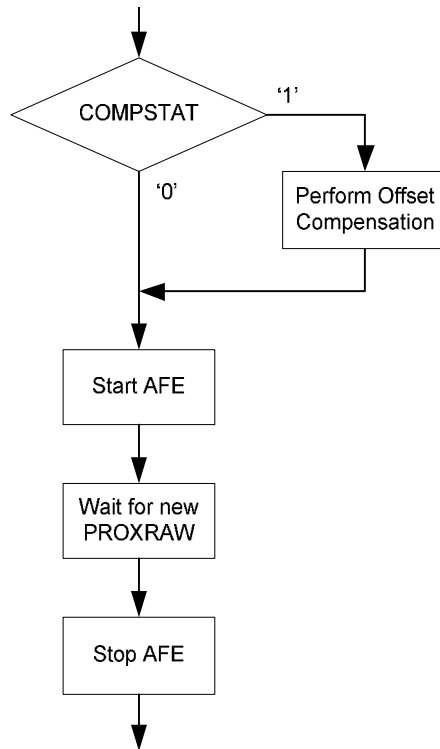 COMPSTAT
‘1’
‘0’
Perform Offset
Compensation
Start AFE
Wait for new
PROXRAW
Stop AFE